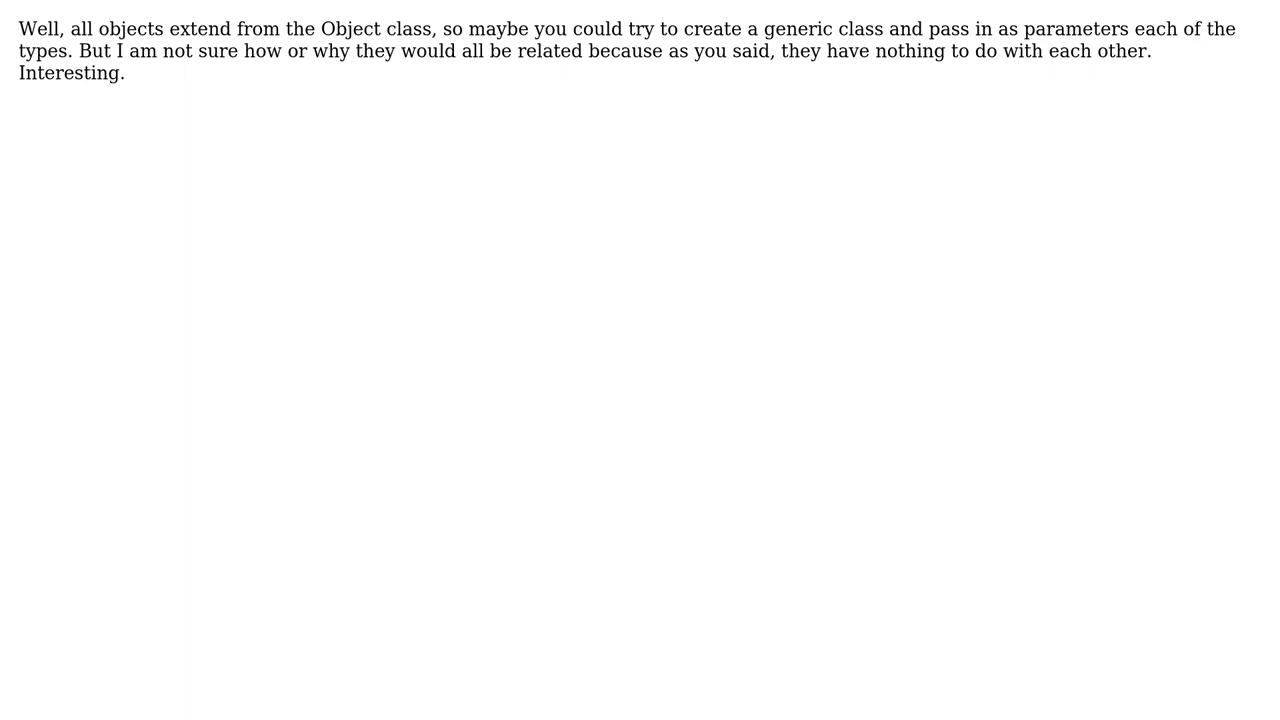 Well, all objects extend from the Object class, so maybe you could try to create a generic class and pass in as parameters each of the
types. But I am not sure how or why they would all be related because as you said, they have nothing to do with each other.
Interesting.